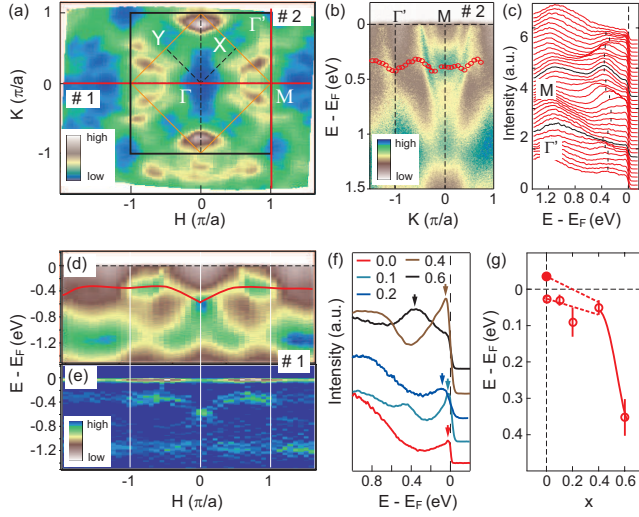 (a)
# 2
Γ'
Y
X
# 1
Γ
M
high
low
K (π/a)
1
0
-1
-1
0
1
H (π/a)
(b)
Γ'
M
# 2
E - E_F (eV)
0.0
0.5
1.0
1.5
high
low
-1
0
K (π/a)
(c)
Intensity (a.u.)
6
4
2
0
M
Γ'
1.2
0.8
0.4
0
E - E_F (eV)
(d)
E - E_F (eV)
0
-0.4
-0.8
-1.2
# 1
(e)
0
-0.4
-0.8
-1.2
high
low
-1
0
1
H (π/a)
(f)
0.0
0.1
0.2
0.4
0.6
Intensity (a.u.)
0.8
0.4
0
E - E_F (eV)
(g)
E - E_F (eV)
0
0.1
0.2
0.3
0.4
0.0
0.2
0.4
0.6
x